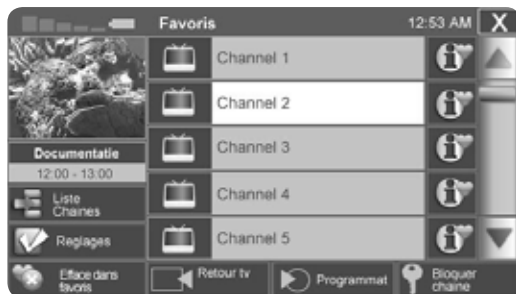 Favoris
12:53 AM
X
Channel 1
Channel 2
Channel 3
Channel 4
Channel 5
Documentatie
12:00 - 13:00
Liste
Chaines
Reglages
Efface dans
favoris
Retour tv
Programmat
Bloquer
chaine